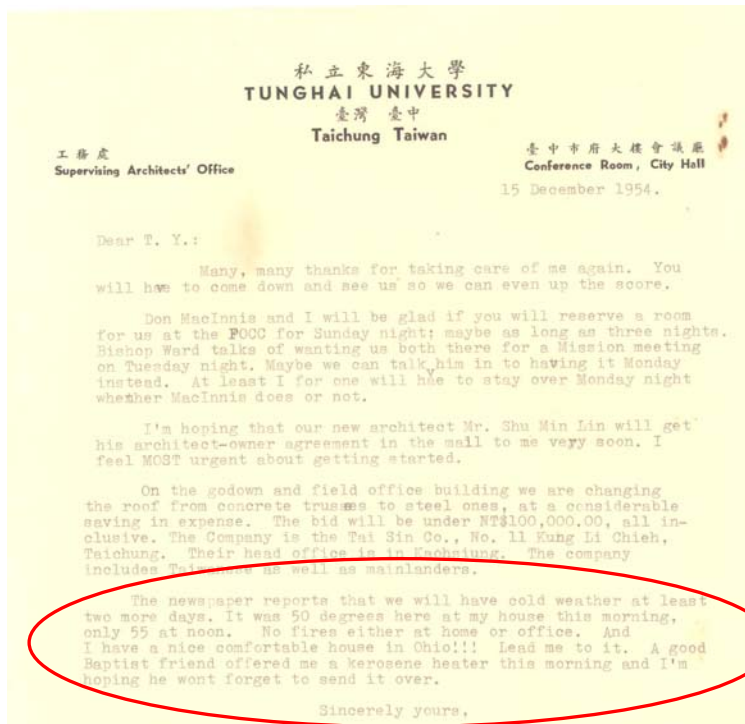 私立東海大學
TUNGHAI UNIVERSITY
臺灣 臺中
Taichung Taiwan
工務處
Supervising Architects' Office
臺中市府大樓會議廳
Conference Room, City Hall
15 December 1954.
Dear T. Y.:
Many, many thanks for taking care of me again. You
will have to come down and see us so we can even up the score.
Don MacInnis and I will be glad if you will reserve a room
for us at the FOCC for Sunday night; maybe as long as three nights.
Bishop Ward talks of wanting us both there for a Mission meeting
on Tuesday night. Maybe we can talk him in to having it Monday
instead. At least I for one will have to stay over Monday night
whether MacInnis does or not.
I'm hoping that our new architect Mr. Shu Min Lin will get
his architect-owner agreement in the mail to me very soon. I
feel MOST urgent about getting started.
On the godown and field office building we are changing
the roof from concrete trusses to steel ones, at a considerable
saving in expense. The bid will be under NT$100,000.00, all in-
clusive. The Company is the Tai Sin Co., No. 11 Kung Li Chieh,
Taichung. Their head office is in Kaohsiung. The company
includes Taiwanese as well as mainlanders.
The newspaper reports that we will have cold weather at least
two more days. It was 50 degrees here at my house this morning,
only 55 at noon. No fires either at home or office. And
I have a nice comfortable house in Ohio!!! Lead me to it. A good
Baptist friend offered me a kerosene heater this morning and I'm
hoping he wont forget to send it over.
Sincerely yours,